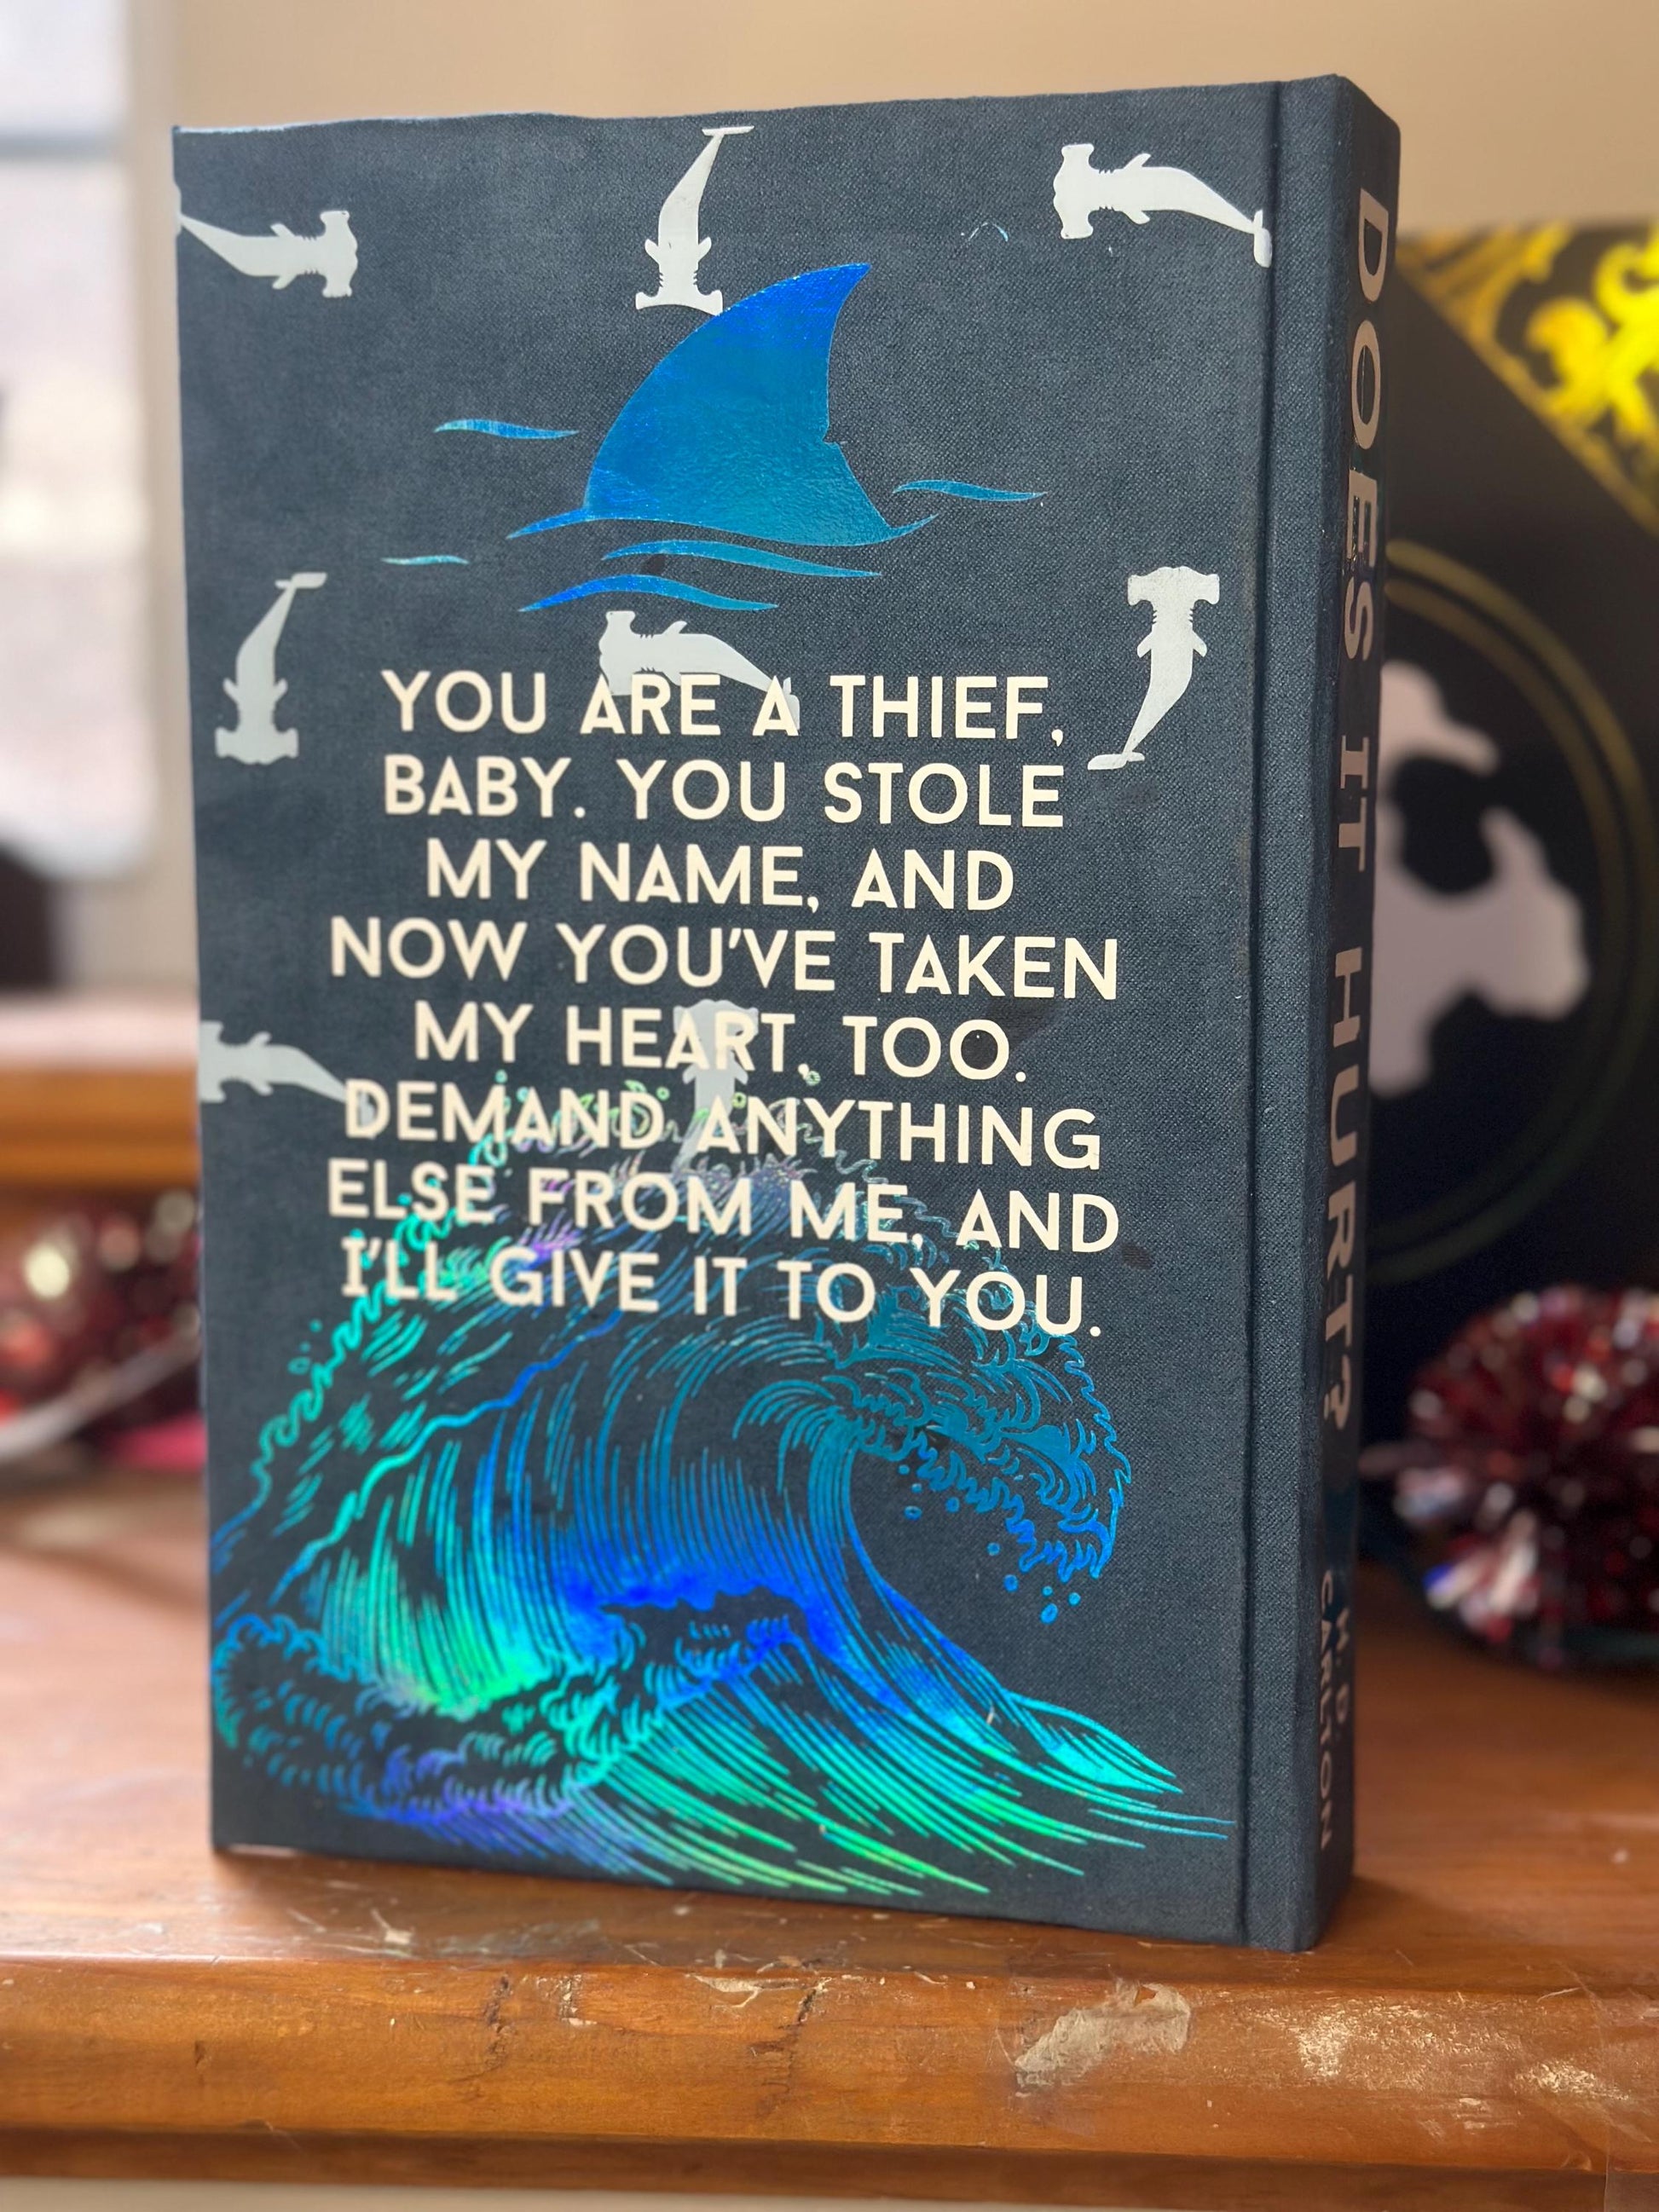 YOU ARE A THIEF,
BABY. YOU STOLE
MY NAME, AND
NOW YOU'VE TAKEN
MY HEART, TOO.
DEMAND ANYTHING
ELSE FROM ME, AND
I'LL GIVE IT TO YOU.
DOES IT HURT?
H. D.
CARLTON